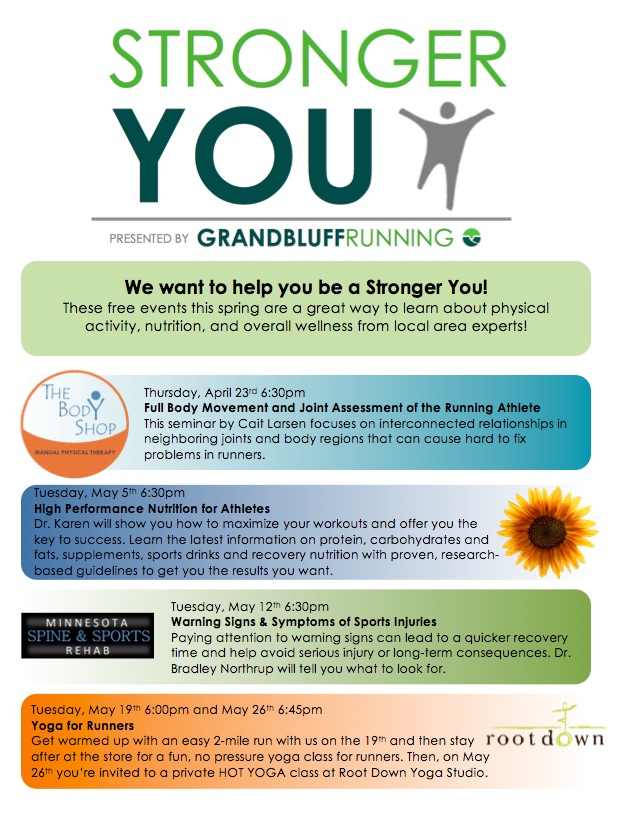 STRONGER
YOU
PRESENTED BY GRANDBLUFFRUNNING
We want to help you be a Stronger You!
These free events this spring are a great way to learn about physical
activity, nutrition, and overall wellness from local area experts!
THE
BODY
SHOP
MANUAL PHYSICAL THERAPY
Thursday, April 23rd 6:30pm
Full Body Movement and Joint Assessment of the Running Athlete
This seminar by Cait Larsen focuses on interconnected relationships in
neighboring joints and body regions that can cause hard to fix
problems in runners.
Tuesday, May 5th 6:30pm
High Performance Nutrition for Athletes
Dr. Karen will show you how to maximize your workouts and offer you the
key to success. Learn the latest information on protein, carbohydrates and
fats, supplements, sports drinks and recovery nutrition with proven, research-
based guidelines to get you the results you want.
MINNESOTA
SPINE & SPORTS
REHAB
Tuesday, May 12th 6:30pm
Warning Signs & Symptoms of Sports Injuries
Paying attention to warning signs can lead to a quicker recovery
time and help avoid serious injury or long-term consequences. Dr.
Bradley Northrup will tell you what to look for.
Tuesday, May 19th 6:00pm and May 26th 6:45pm
Yoga for Runners
Get warmed up with an easy 2-mile run with us on the 19th and then stay
after at the store for a fun, no pressure yoga class for runners. Then, on May
26th you're invited to a private HOT YOGA class at Root Down Yoga Studio.
root down